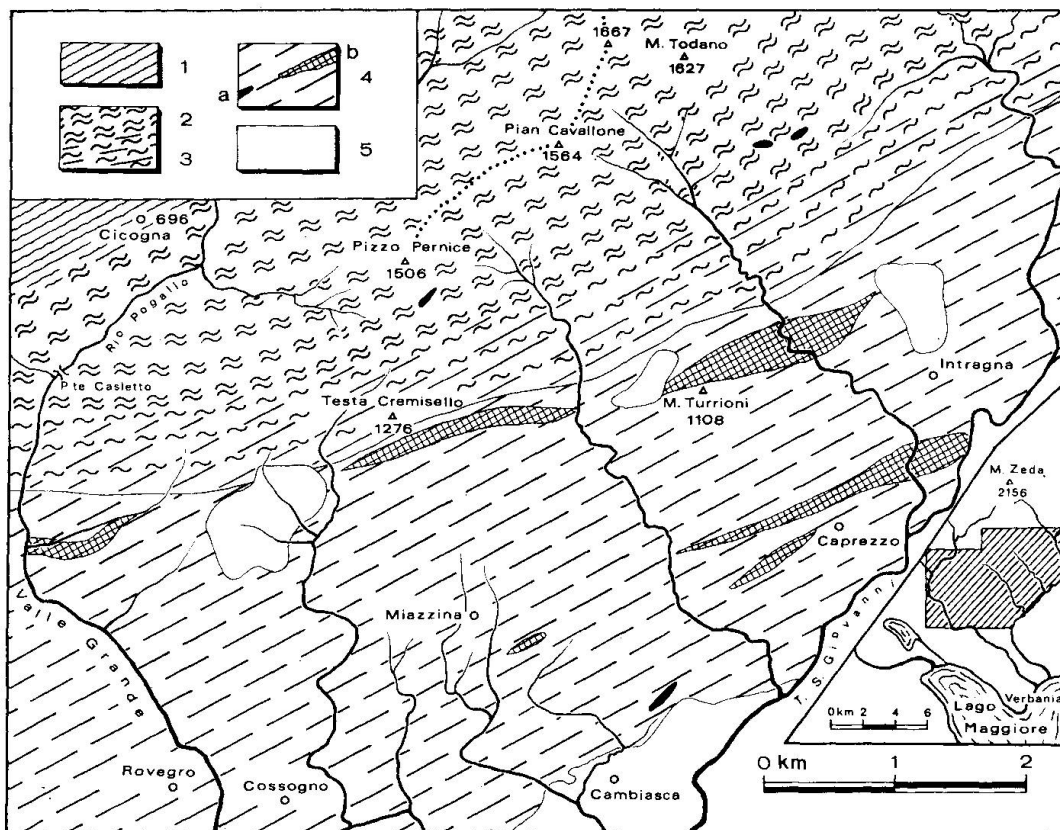 1
2
3
a
b
4
5
1667
M. Todano
1627
Pian Cavallone
1564
696
Cicogna
Pizzo Pernice
1506
Rio Pogallo
P.te Casletto
Testa Cremisello
1276
M. Turrioni
1108
Intragna
M. Zeda
2156
Caprezzo
Miazzina
Valle Grande
T. S. Giovanni
Verbania
0 km 2 4 6
Lago
Maggiore
Rovegro
Cossogno
Cambiasca
0 km 1 2